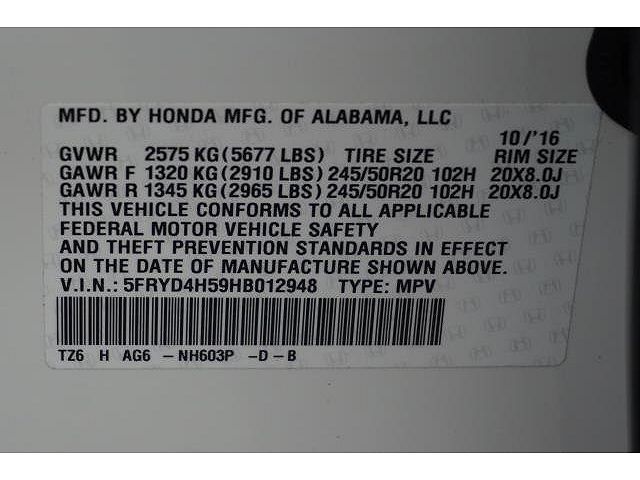 MFD. BY HONDA MFG. OF ALABAMA, LLC
10/'16
GVWR 2575 KG(5677 LBS) TIRE SIZE RIM SIZE
GAWR F 1320 KG(2910 LBS)245/50R20 102H 20X8.0J
GAWR R 1345 KG(2965 LBS)245/50R20 102H 20X8.0J
THIS VEHICLE CONFORMS TO ALL APPLICABLE
FEDERAL MOTOR VEHICLE SAFETY
AND THEFT PREVENTION STANDARDS IN EFFECT
ON THE DATE OF MANUFACTURE SHOWN ABOVE.
V.I.N.: 5FRYD4H59HB012948 TYPE: MPV
TZ6 H AG6 -NH603P -D-B